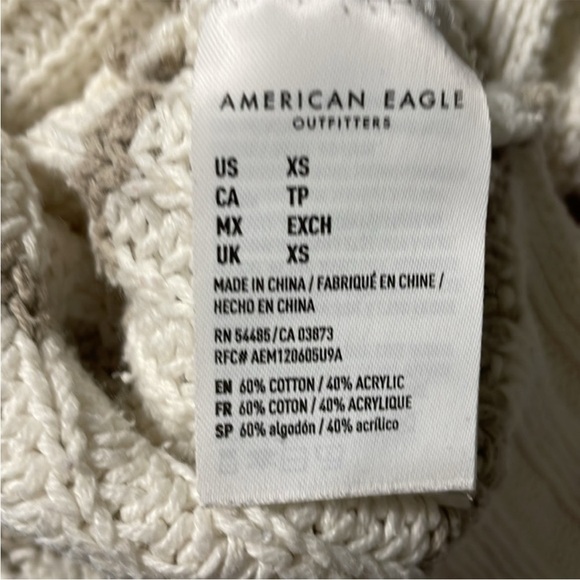 AMERICAN EAGLE
OUTFITTERS
US XS
CA TP
MX EXCH
UK XS
MADE IN CHINA / FABRIQUÉ EN CHINE /
HECHO EN CHINA
RN 54485/CA 03873
RFC# AEM120605U9A
EN 60% COTTON / 40% ACRYLIC
FR 60% COTON / 40% ACRYLIQUE
SP 60% algodón / 40% acrílico